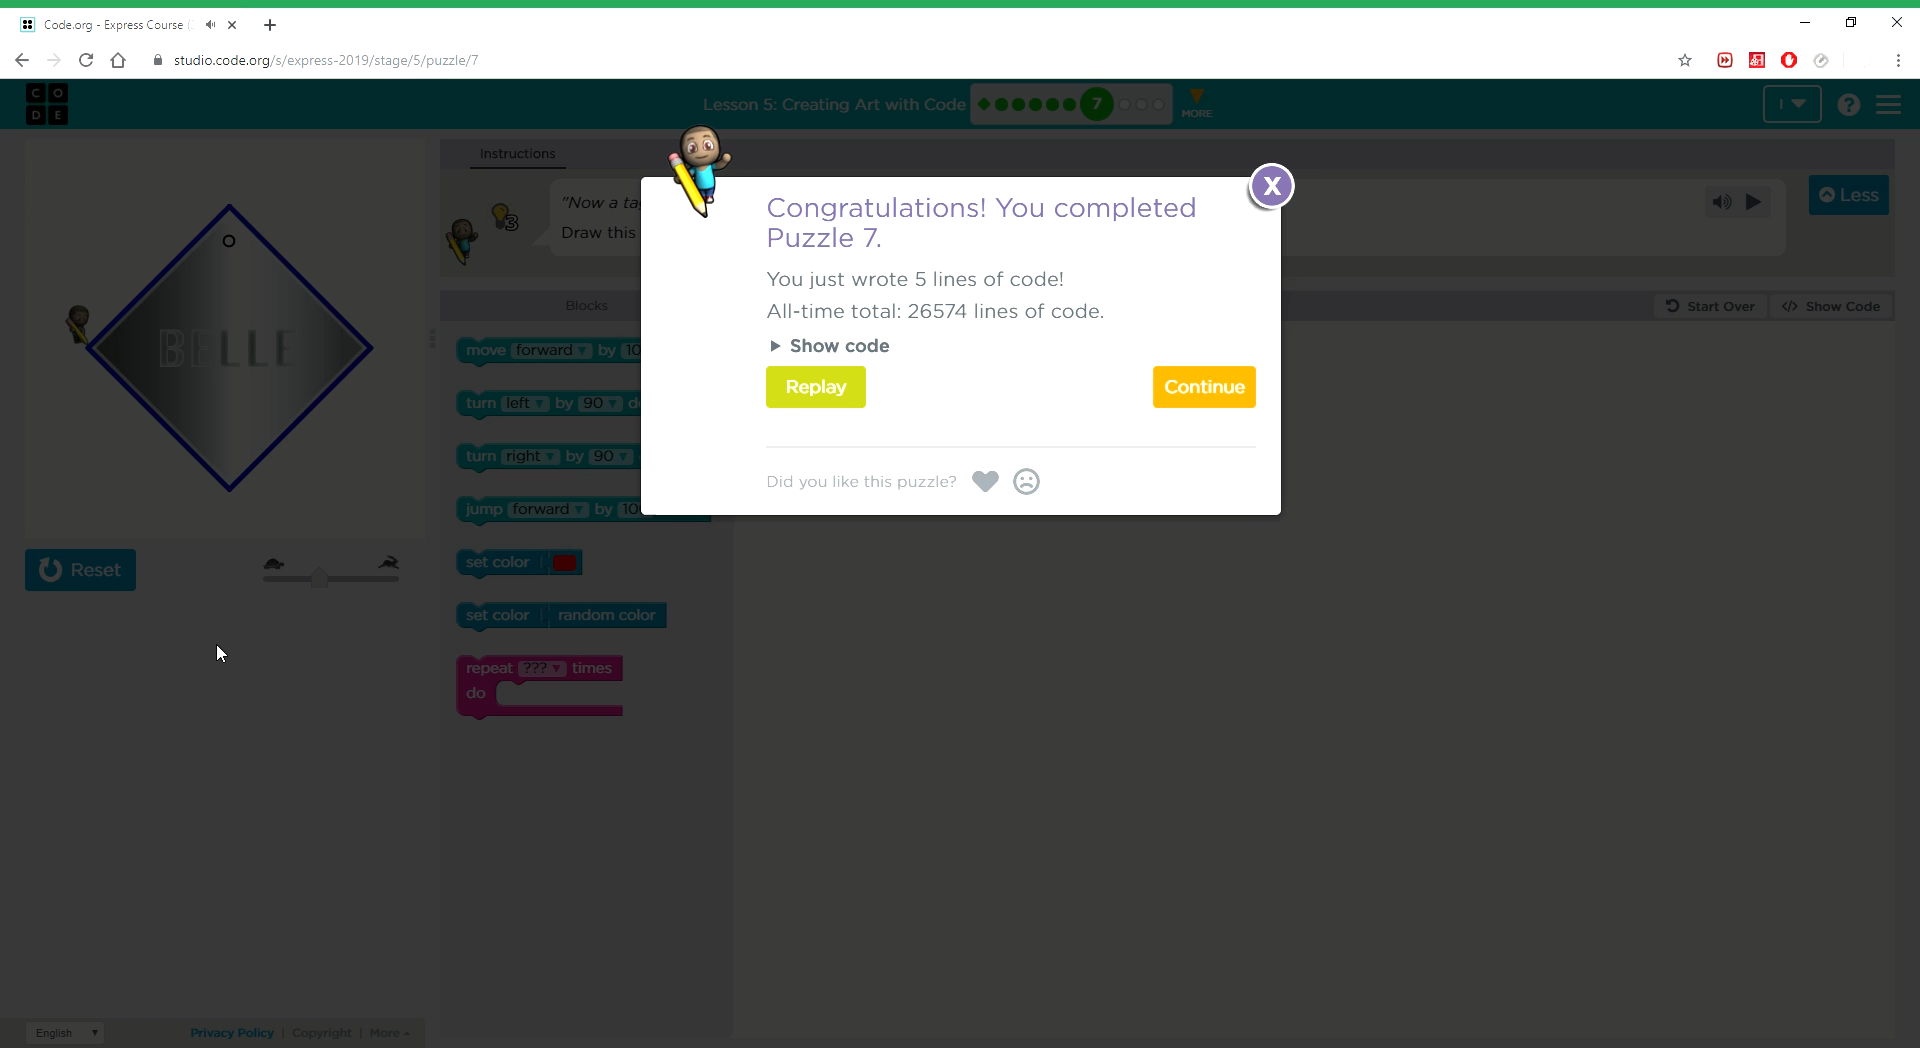 Code.org - Express Course (
studio.code.org/s/express-2019/stage/5/puzzle/7
C O
D E
Lesson 5: Creating Art with Code
7
MORE
I
?
Instructions
"Now a ta
3
Draw this
Less
Congratulations! You completed
Puzzle 7.
X
You just wrote 5 lines of code!
All-time total: 26574 lines of code.
Show code
Replay
Continue
Did you like this puzzle?
BELLE
Blocks
Start Over
</> Show Code
move forward by 10
turn left by 90 d
turn right by 90
jump forward by 10
set color
set color random color
repeat ??? times
do
Reset
English
Privacy Policy | Copyright | More